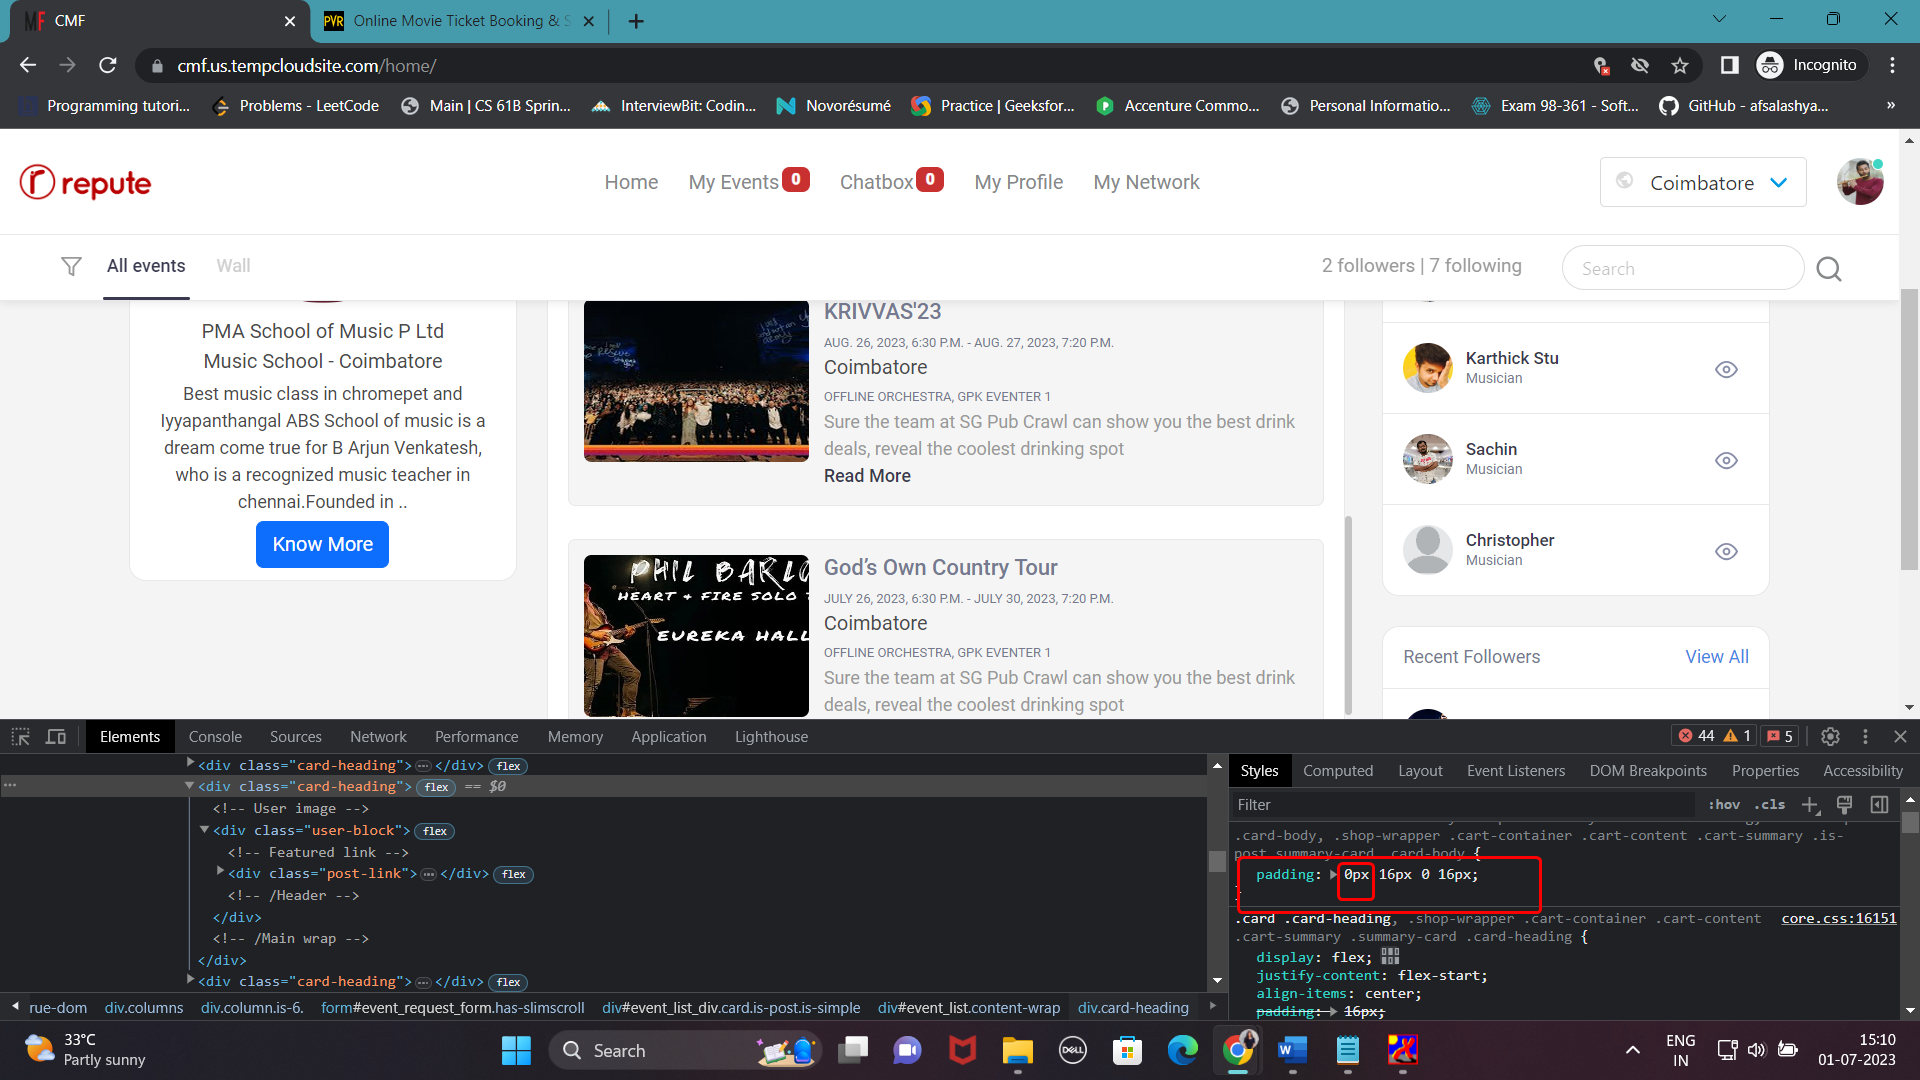 MF CMF
PVR Online Movie Ticket Booking & S
cmf.us.tempcloudsite.com/home/
Incognito
Programming tutori...
Problems - LeetCode
Main | CS 61B Sprin...
InterviewBit: Codin...
Novorésumé
Practice | Geeksfor...
Accenture Commo...
Personal Informatio...
Exam 98-361 - Soft...
GitHub - afsalashya...
»
repute
Home
My Events 0
Chatbox 0
My Profile
My Network
Coimbatore
All events
Wall
2 followers | 7 following
Search
PMA School of Music P Ltd
Music School - Coimbatore
Best music class in chromepet and
Iyyapanthangal ABS School of music is a
dream come true for B Arjun Venkatesh,
who is a recognized music teacher in
chennai.Founded in ..
Know More
KRIVVAS'23
AUG. 26, 2023, 6:30 P.M. - AUG. 27, 2023, 7:20 P.M.
Coimbatore
OFFLINE ORCHESTRA, GPK EVENTER 1
Sure the team at SG Pub Crawl can show you the best drink
deals, reveal the coolest drinking spot
Read More
PHIL BARLO
HEART & FIRE SOLO T
EUREKA HALL
God’s Own Country Tour
JULY 26, 2023, 6:30 P.M. - JULY 30, 2023, 7:20 P.M.
Coimbatore
OFFLINE ORCHESTRA, GPK EVENTER 1
Sure the team at SG Pub Crawl can show you the best drink
deals, reveal the coolest drinking spot
Karthick Stu
Musician
Sachin
Musician
Christopher
Musician
Recent Followers
View All
Elements
Console
Sources
Network
Performance
Memory
Application
Lighthouse
44
1
5
<div class="card-heading">…</div> flex
<div class="card-heading"> flex == $0
<!-- User image -->
<div class="user-block"> flex
<!-- Featured link -->
<div class="post-link">…</div> flex
<!-- /Header -->
</div>
<!-- /Main wrap -->
</div>
<div class="card-heading">…</div> flex
rue-dom
div.columns
div.column.is-6.
form#event_request_form.has-slimscroll
div#event_list_div.card.is-post.is-simple
div#event_list.content-wrap
div.card-heading
Styles
Computed
Layout
Event Listeners
DOM Breakpoints
Properties
Accessibility
Filter
:hov
.cls
.card-body, .shop-wrapper .cart-container .cart-content .cart-summary .is-
post.summary-card .card-body {
padding: 0px 16px 0 16px;
}
.card .card-heading, .shop-wrapper .cart-container .cart-content core.css:16151
.cart-summary .summary-card .card-heading {
display: flex;
justify-content: flex-start;
align-items: center;
padding: 16px;
33°C
Partly sunny
Search
DELL
ENG
IN
15:10
01-07-2023